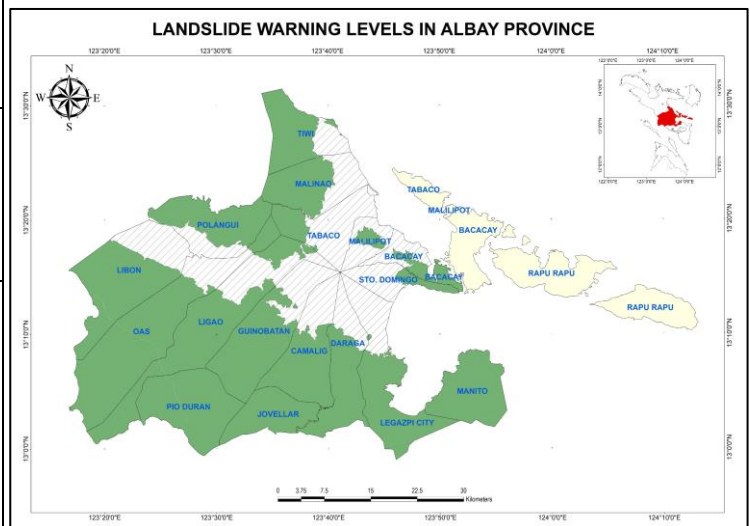 LANDSLIDE WARNING LEVELS IN ALBAY PROVINCE
123°20'0"E 123°30'0"E 123°40'0"E 123°50'0"E 124°0'0"E 124°10'0"E
N
W E
S
TIWI
MALINAO
TABACO
POLANGUI
MALILIPOT
BACACAY
TABACO
MALILIPOT
BACACAY
LIBON
STO. DOMINGO
BACACAY
RAPU RAPU
RAPU RAPU
OAS
LIGAO
GUINOBATAN
CAMALIG
DARAGA
MANITO
PIO DURAN
JOVELLAR
LEGAZPI CITY
0 3.75 7.5 15 22.5 30
Kilometers
123°20'0"E 123°30'0"E 123°40'0"E 123°50'0"E 124°0'0"E 124°10'0"E